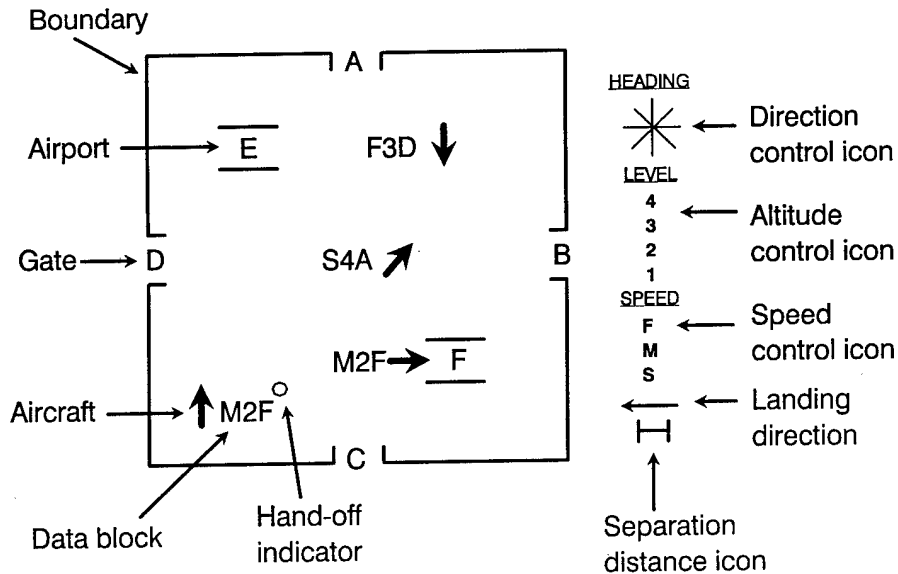 Boundary
A
HEADING
Airport
E
F3D
Direction
control icon
LEVEL
4
3
2
1
Altitude
control icon
Gate
D
S4A
B
SPEED
F
M
S
Speed
control icon
M2F
F
Aircraft
M2F
Landing
direction
C
Data block
Hand-off
indicator
Separation
distance icon